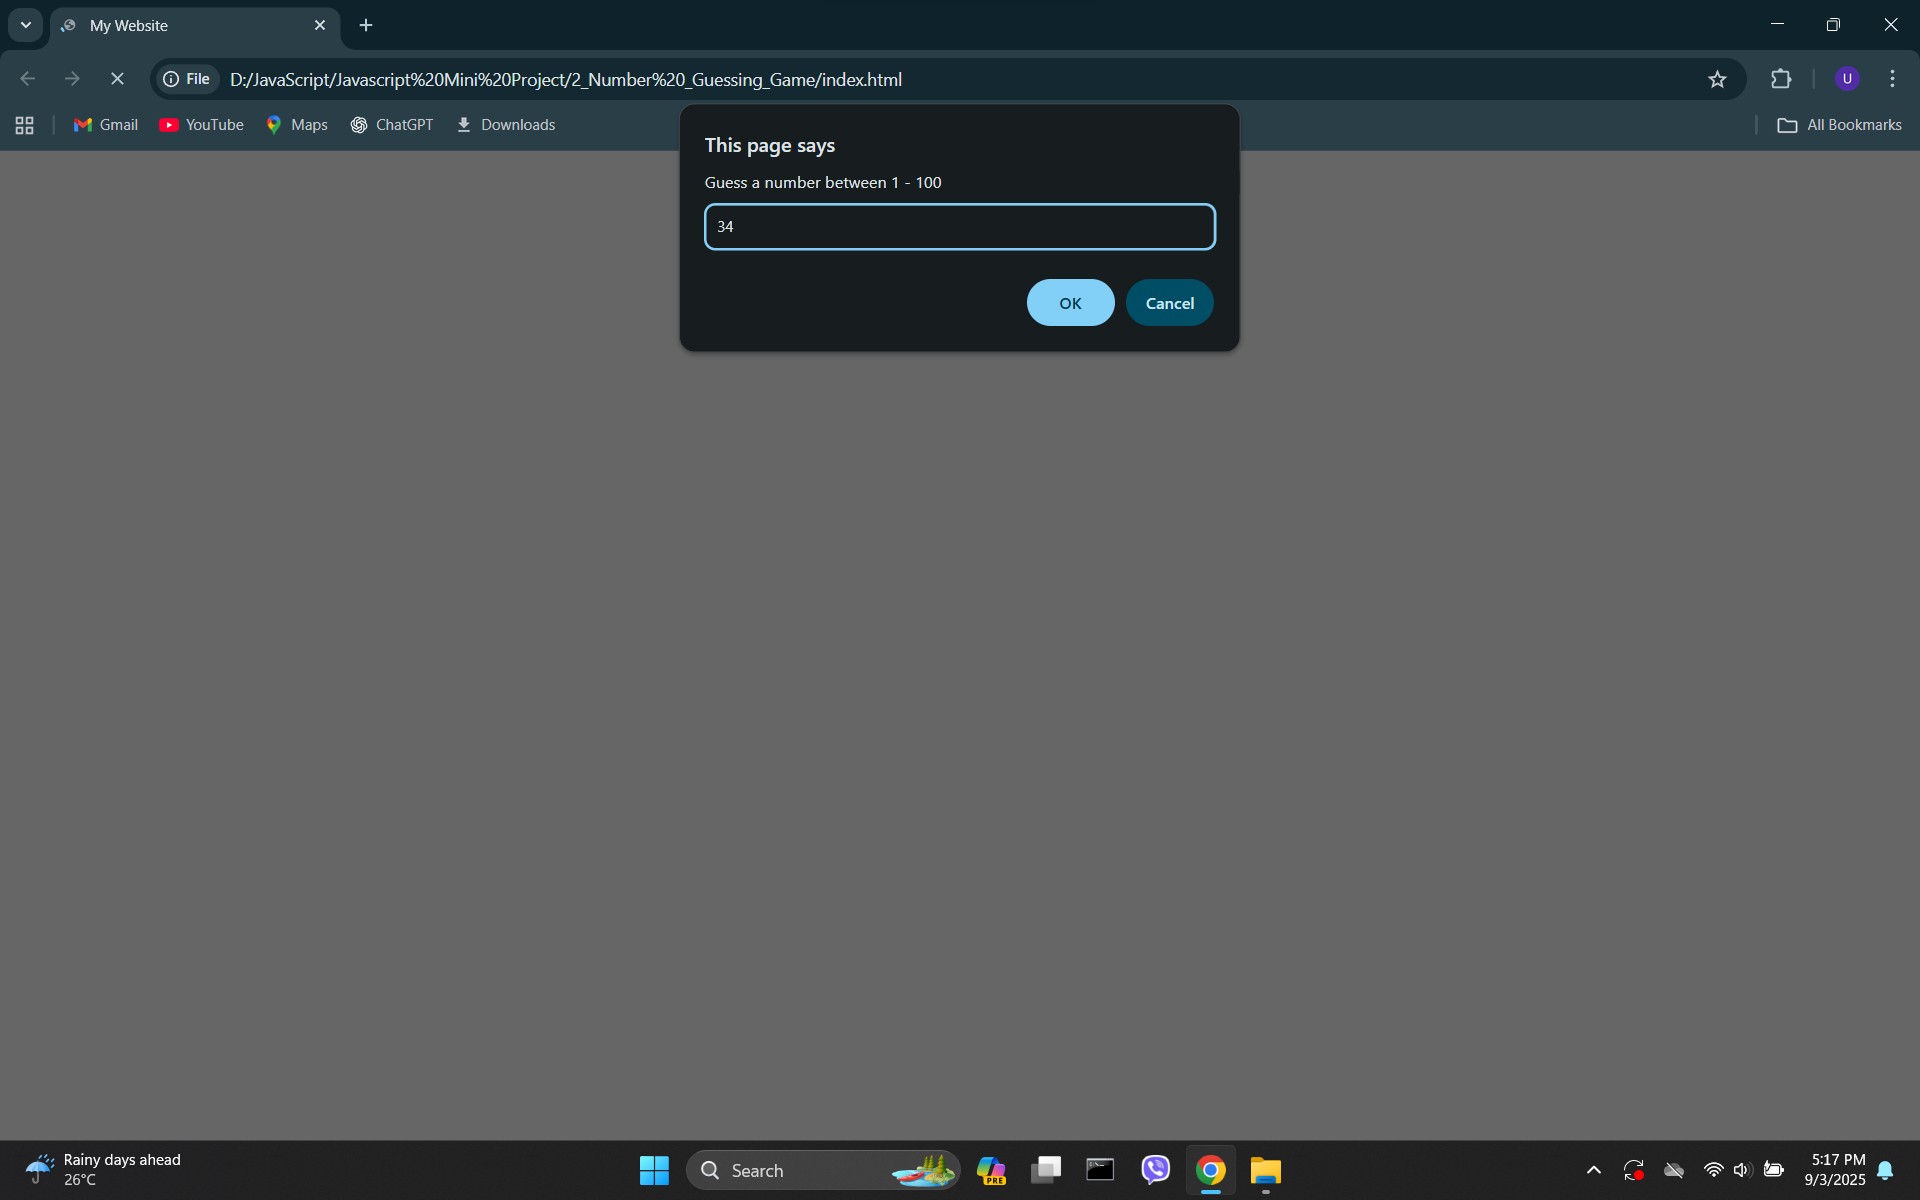 My Website
File D:/JavaScript/Javascript%20Mini%20Project/2_Number%20_Guessing_Game/index.html
U
Gmail YouTube Maps ChatGPT Downloads
All Bookmarks
This page says
Guess a number between 1 - 100
34
OK Cancel
Rainy days ahead
26°C
Search
PRE
5:17 PM
9/3/2025